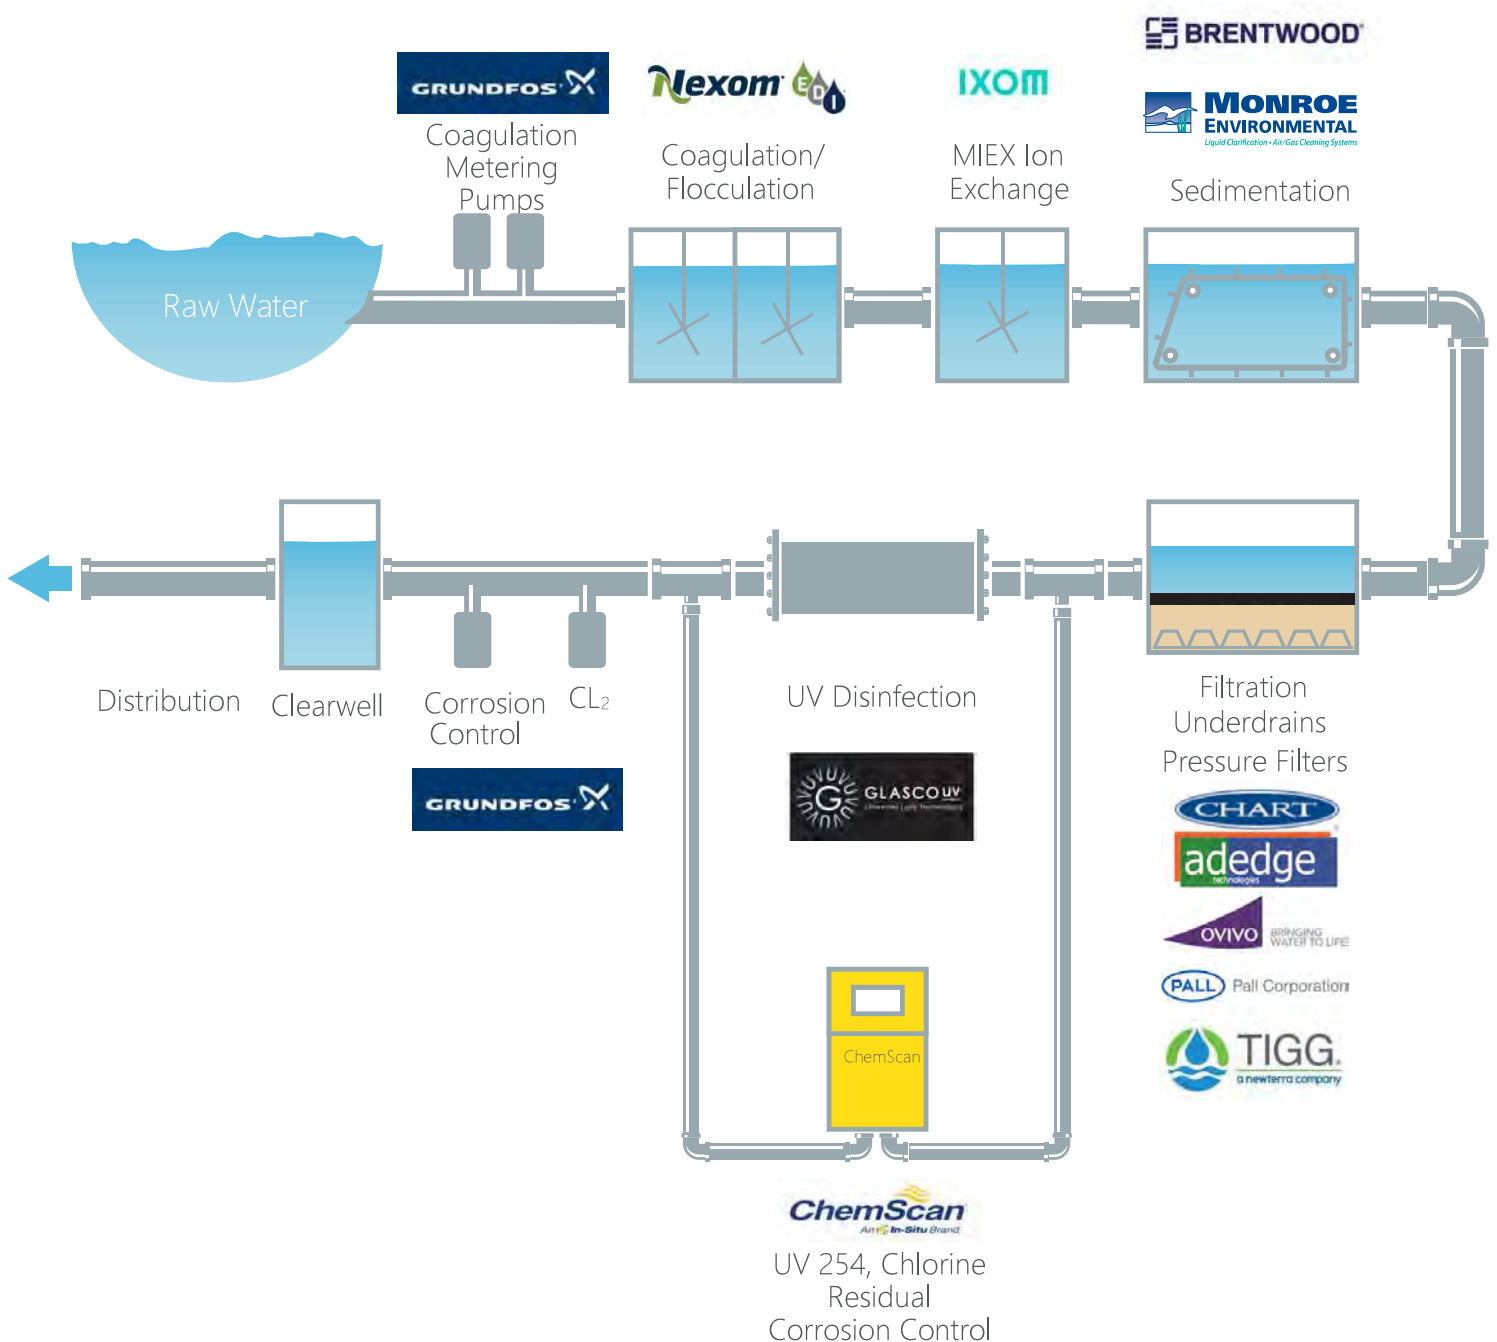 GRUNDFOS
Coagulation
Metering
Pumps
Nexom EDI
Coagulation/
Flocculation
IXOM
MIEX Ion
Exchange
BRENTWOOD®
MONROE
ENVIRONMENTAL
Liquid Clarification • Air/Gas Cleaning Systems
Sedimentation
Raw Water
Distribution
Clearwell
Corrosion
Control
CL₂
GRUNDFOS
UV Disinfection
UVUVUVUVUV
G
GLASCO UV
Filtration
Underdrains
Pressure Filters
CHART
adedge
technologies
OVIVO
BRINGING
WATER TO LIFE
PALL Pall Corporation
TIGG.
a newterra company
ChemScan
ChemScan
An In-Situ Brand
UV 254, Chlorine
Residual
Corrosion Control